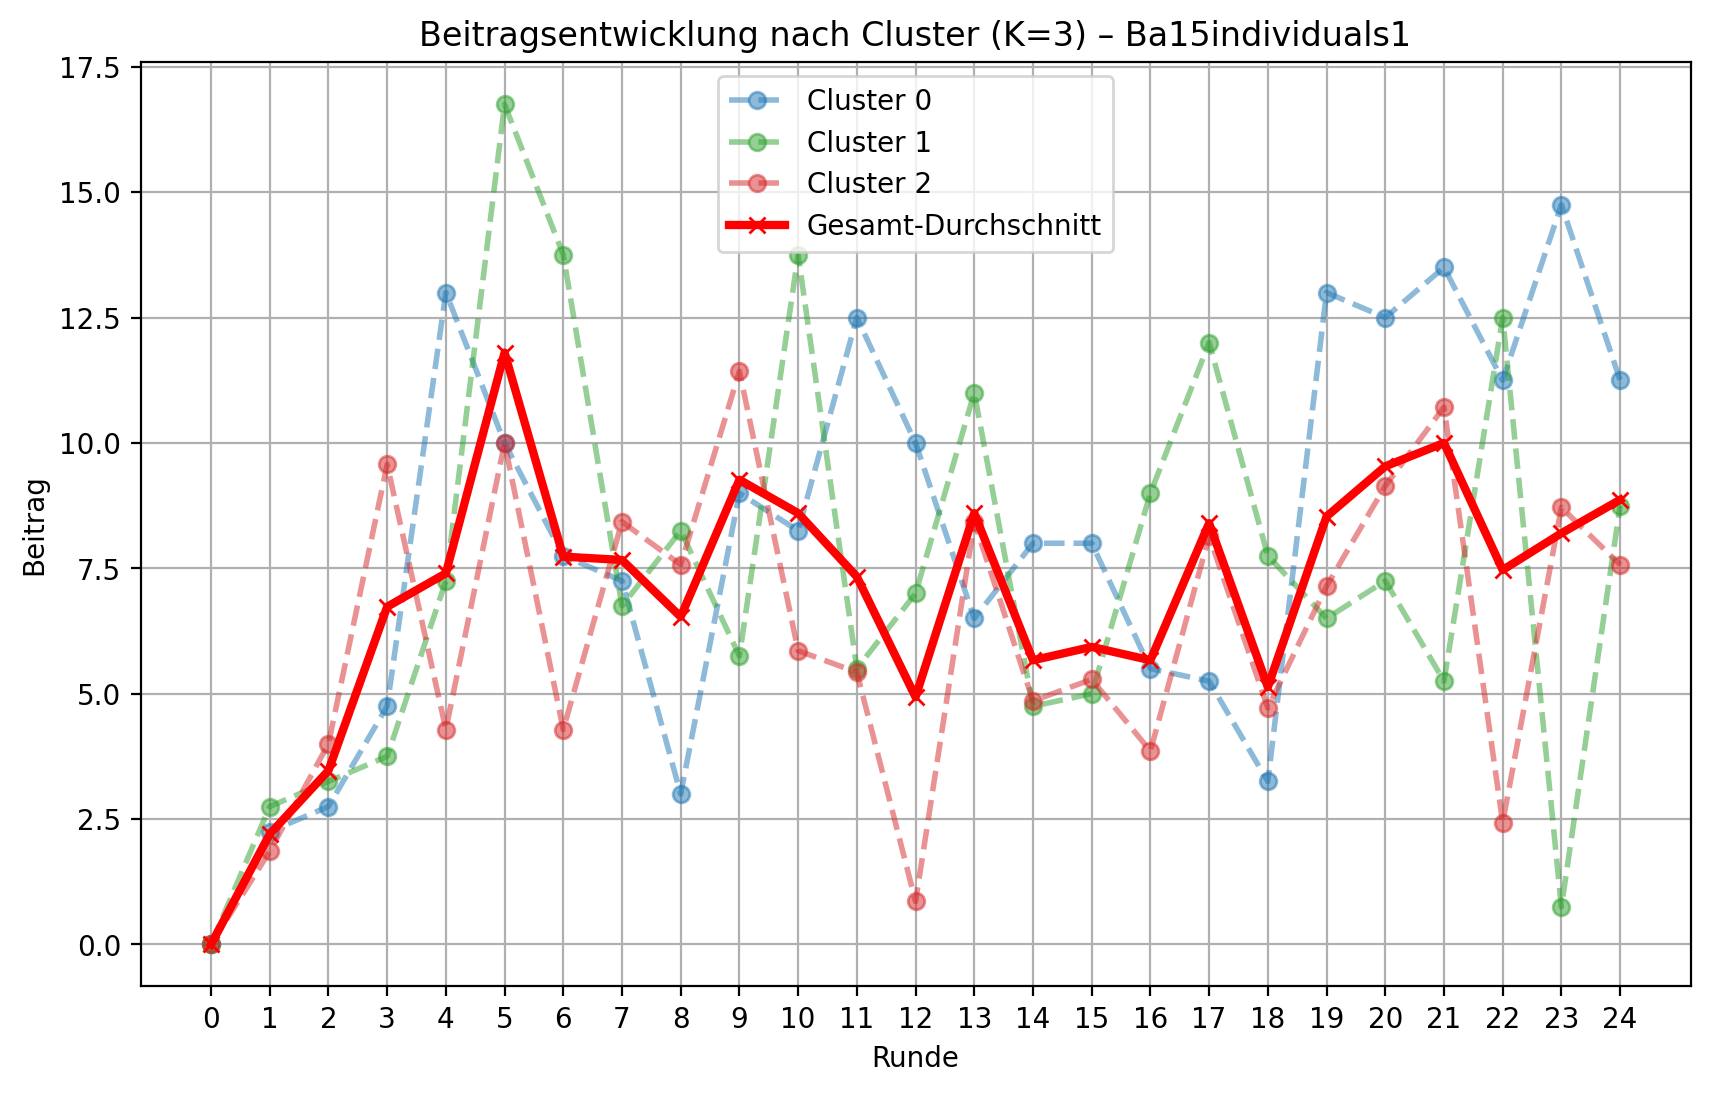 Beitragsentwicklung nach Cluster (K=3) – Ba15individuals1
17.5
15.0
12.5
10.0
7.5
5.0
2.5
0.0
Beitrag
Cluster 0
Cluster 1
Cluster 2
Gesamt-Durchschnitt
0 1 2 3 4 5 6 7 8 9 10 11 12 13 14 15 16 17 18 19 20 21 22 23 24
Runde